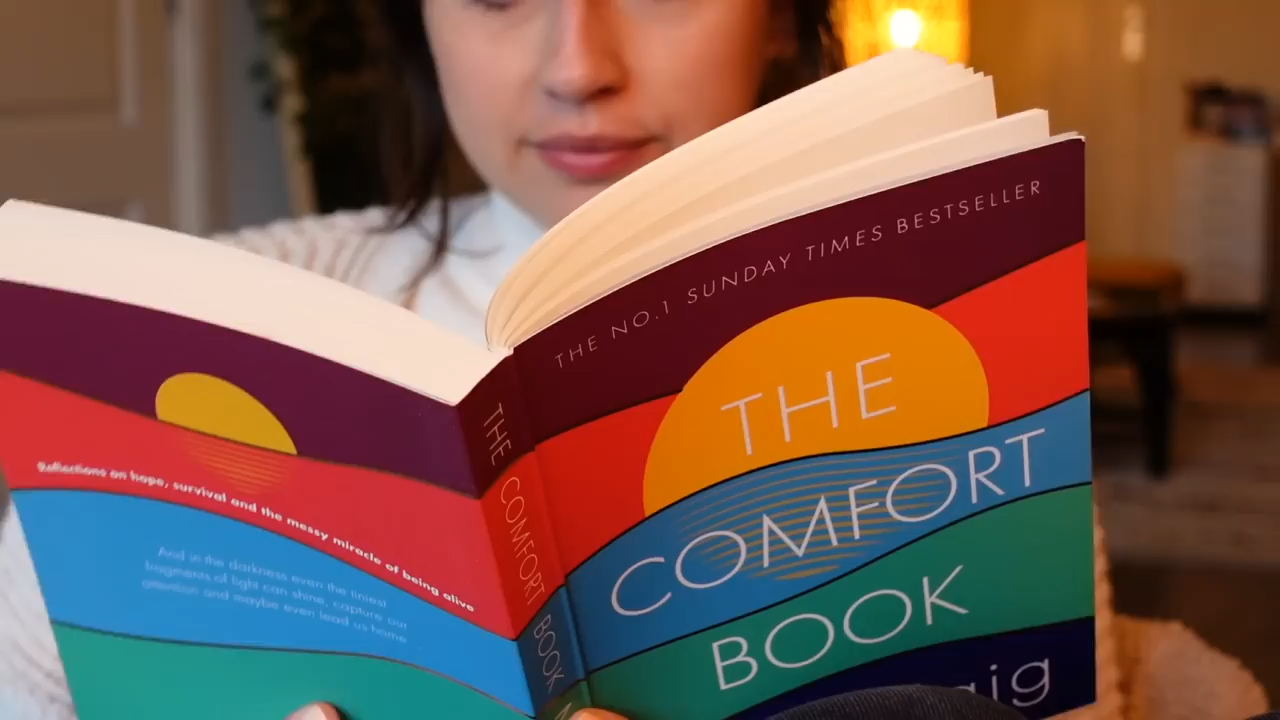 THE NO.1 SUNDAY TIMES BESTSELLER
THE
COMFORT
BOOK
aig
THE COMFORT BOOK M
Reflections on hope, survival and the messy miracle of being alive
And in the darkness even the tiniest
fragments of light can shine, capture our
attention and maybe even lead us home